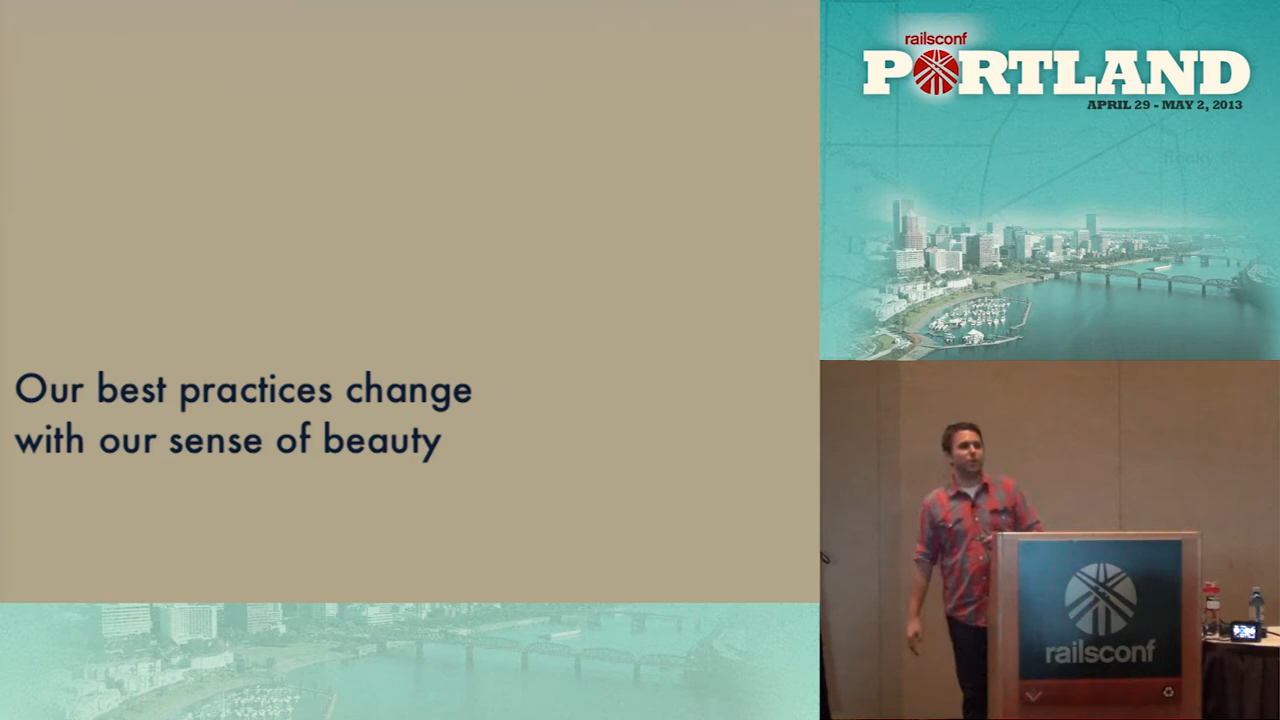 Our best practices change
with our sense of beauty
railsconf
PORTLAND
APRIL 29 - MAY 2, 2013
railsconf